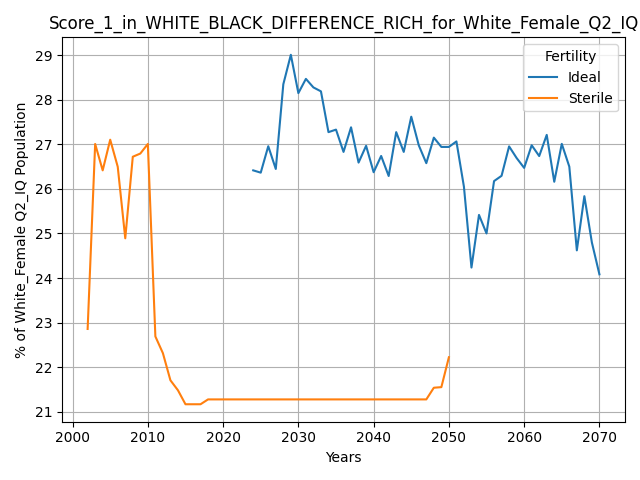 Score_1_in_WHITE_BLACK_DIFFERENCE_RICH_for_White_Female_Q2_IQ
% of White_Female Q2_IQ Population
29
28
27
26
25
24
23
22
21
2000 2010 2020 2030 2040 2050 2060 2070
Years
Fertility
Ideal
Sterile